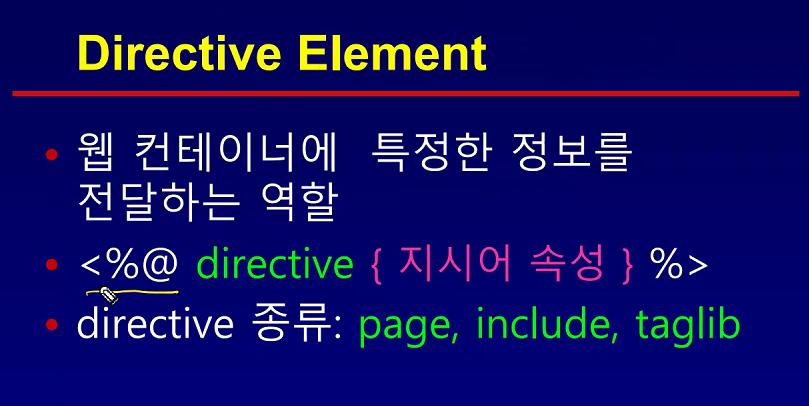 Directive Element
• 웹 컨테이너에 특정한 정보를
전달하는 역할
• <%@ directive { 지시어 속성 } %>
• directive 종류: page, include, taglib